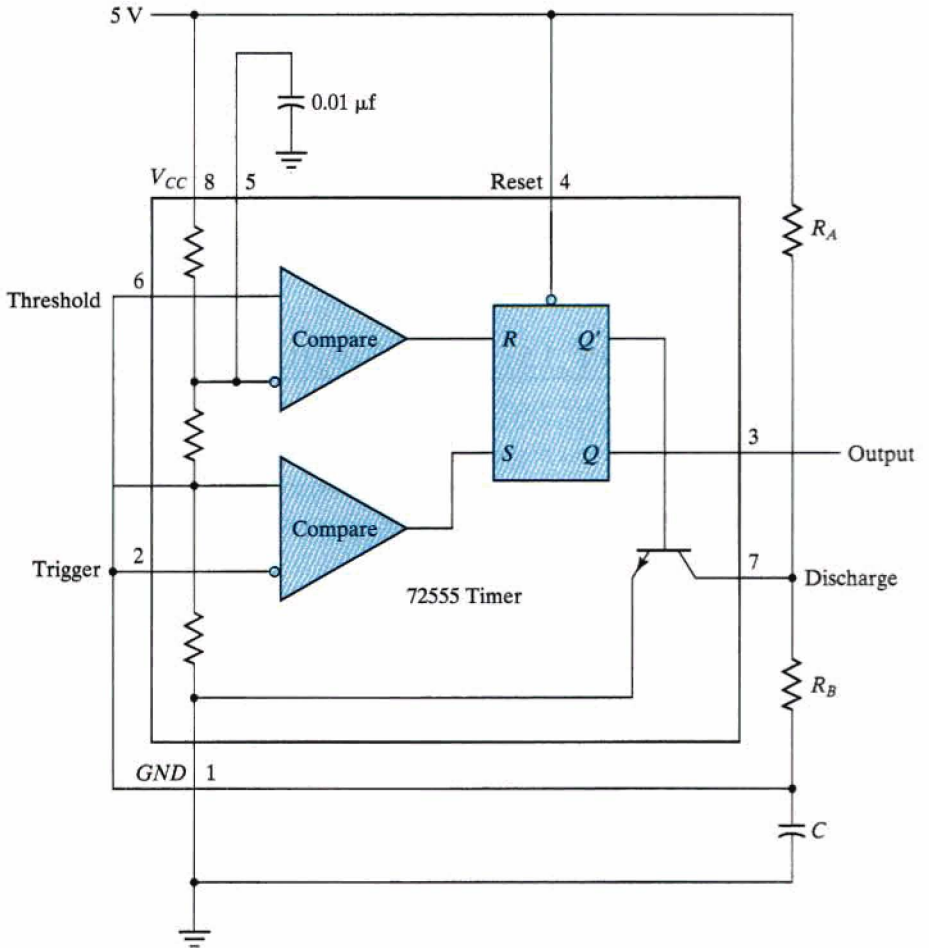 5 V
0.01 μf
V_CC 8 5 Reset 4
R_A
6
Threshold
Compare
R Q'
S Q
3
Output
Compare
2
Trigger
7
Discharge
72555 Timer
R_B
GND 1
C